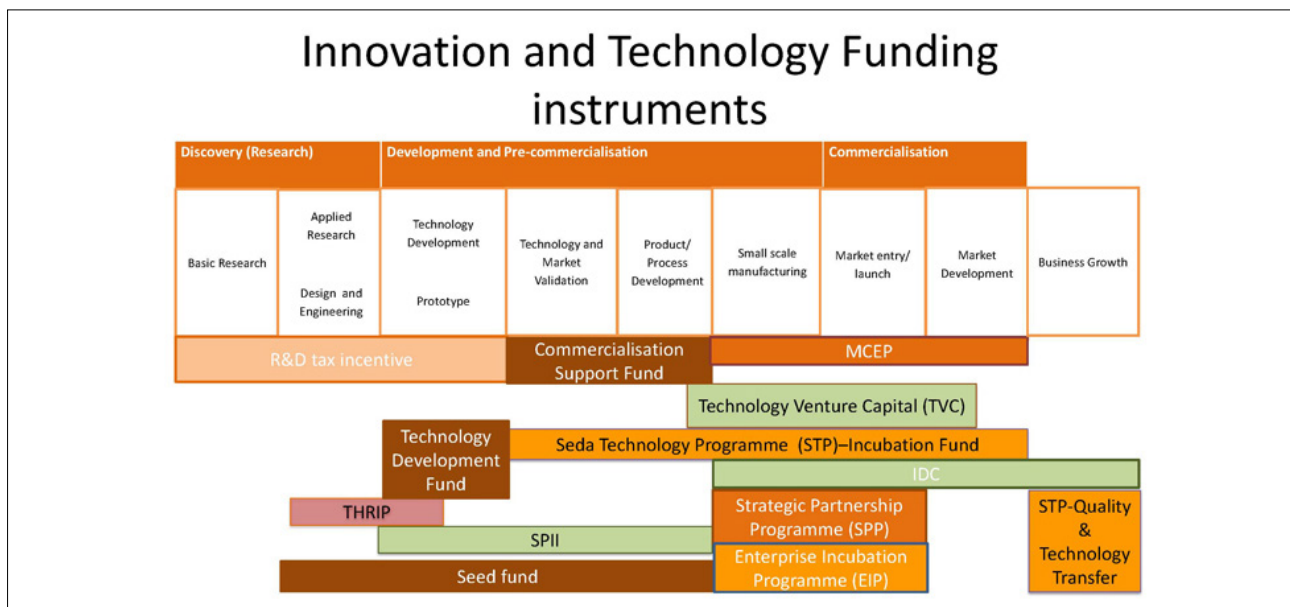 Innovation and Technology Funding
instruments
Discovery (Research)
Development and Pre-commercialisation
Commercialisation
Basic Research
Applied
Research
Design and
Engineering
Technology
Development
Prototype
Technology and
Market
Validation
Product/
Process
Development
Small scale
manufacturing
Market entry/
launch
Market
Development
Business Growth
R&D tax incentive
Commercialisation
Support Fund
MCEP
Technology Venture Capital (TVC)
Technology
Development
Fund
Seda Technology Programme (STP)–Incubation Fund
IDC
THRIP
Strategic Partnership
Programme (SPP)
STP-Quality
&
Technology
Transfer
SPII
Enterprise Incubation
Programme (EIP)
Seed fund